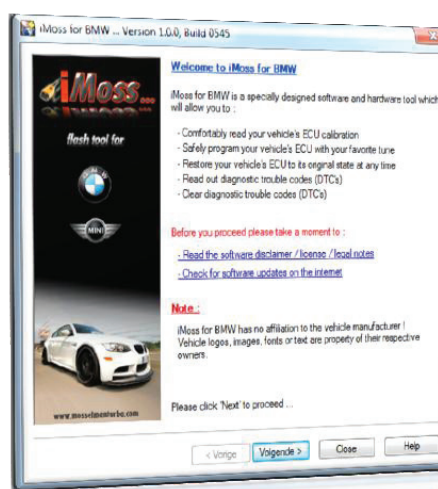 iMoss for BMW ... Version 1.0.0, Build 0545
iMoss...
flash tool for
BMW
MINI
www.mosselmanturbo.com
Welcome to iMoss for BMW
iMoss for BMW is a specially designed software and hardware tool which
will allow you to :
- Comfortably read your vehicle's ECU calibration
- Safely program your vehicle's ECU with your favorite tune
- Restore your vehicle's ECU to its original state at any time
- Read out diagnostic trouble codes (DTC's)
- Clear diagnostic trouble codes (DTC's)
Before you proceed please take a moment to :
- Read the software disclaimer / license / legal notes
- Check for software updates on the internet
Note :
iMoss for BMW has no affiliation to the vehicle manufacturer !
Vehicle logos, images, fonts or text are property of their respective
owners.
Please click 'Next' to proceed ...
< Vorige
Volgende >
Close
Help